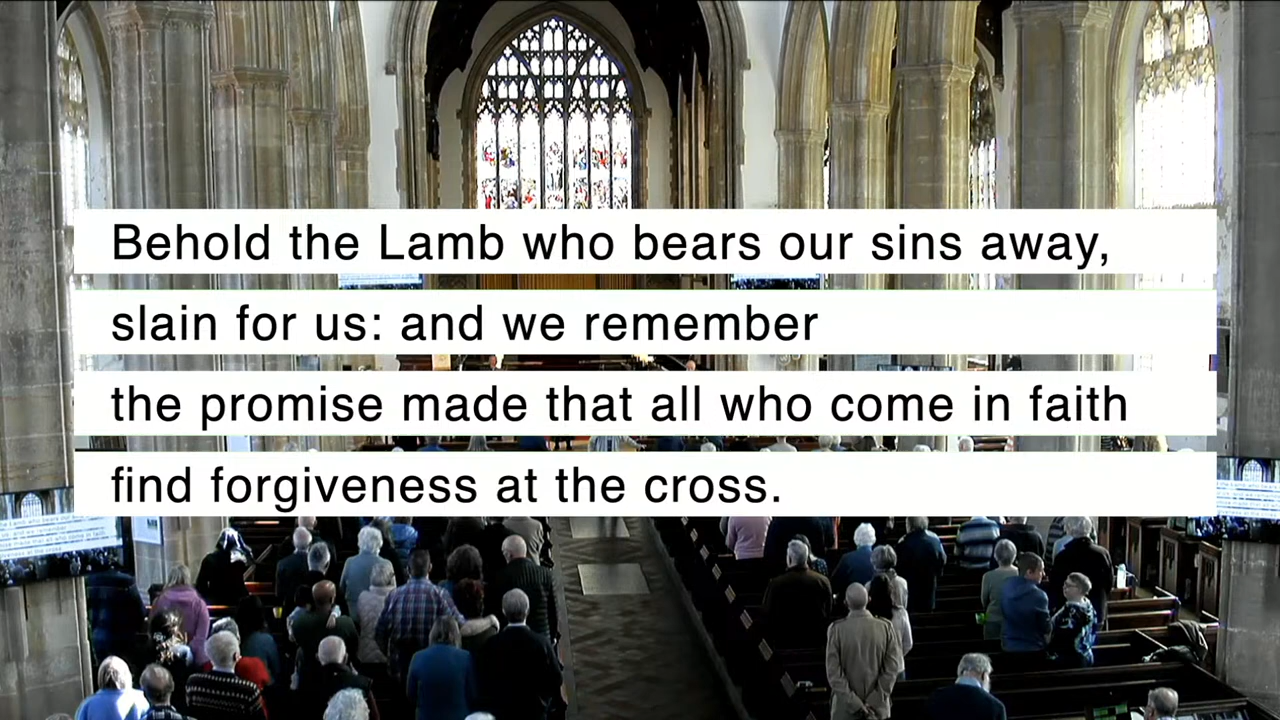 Behold the Lamb who bears our sins away,
slain for us: and we remember
the promise made that all who come in faith
find forgiveness at the cross.